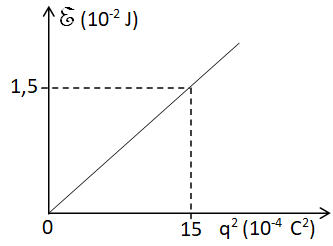 ℰ (10⁻² J)
1,5
0
15
q² (10⁻⁴ C²)